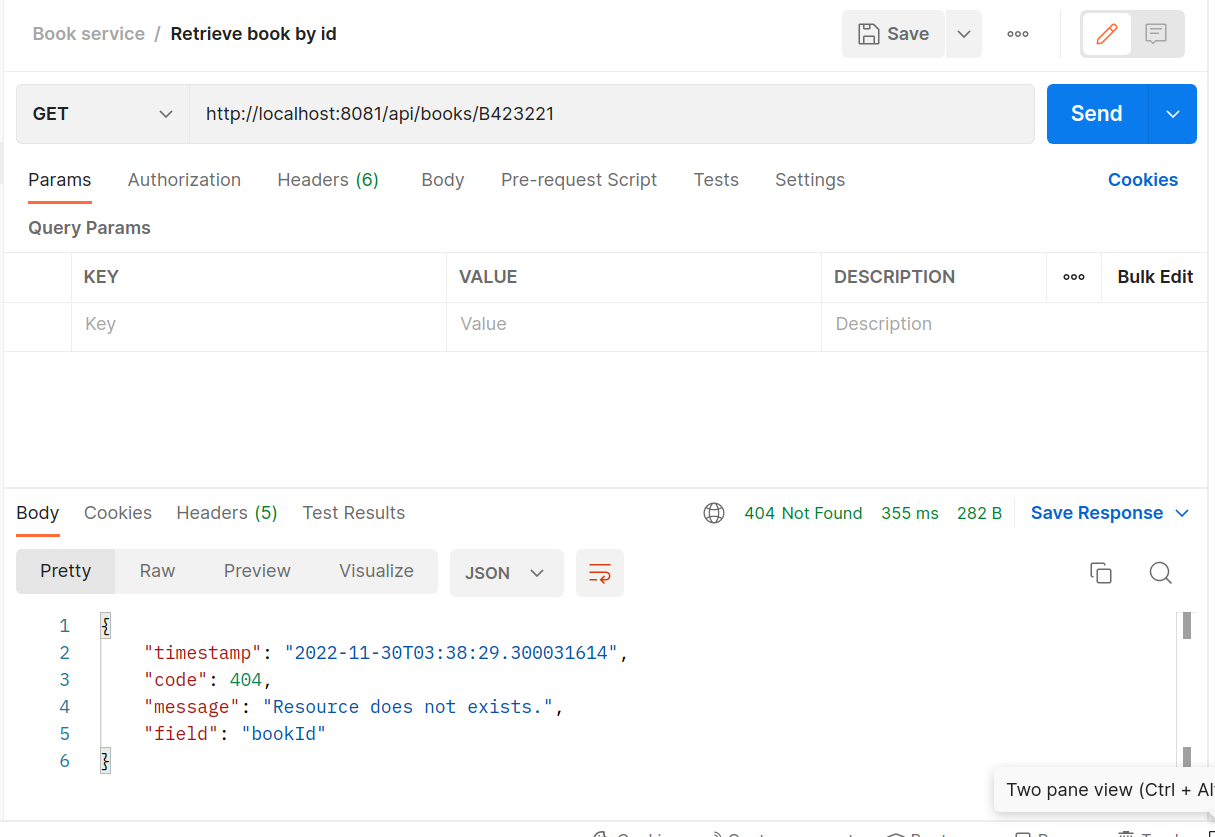 Book service / Retrieve book by id
Save
GET http://localhost:8081/api/books/B423221 Send
Params Authorization Headers (6) Body Pre-request Script Tests Settings Cookies
Query Params
KEY VALUE DESCRIPTION Bulk Edit
Key Value Description
Body Cookies Headers (5) Test Results 404 Not Found 355 ms 282 B Save Response
Pretty Raw Preview Visualize JSON
1 {
2 "timestamp": "2022-11-30T03:38:29.300031614",
3 "code": 404,
4 "message": "Resource does not exists.",
5 "field": "bookId"
6 }
Two pane view (Ctrl + Al